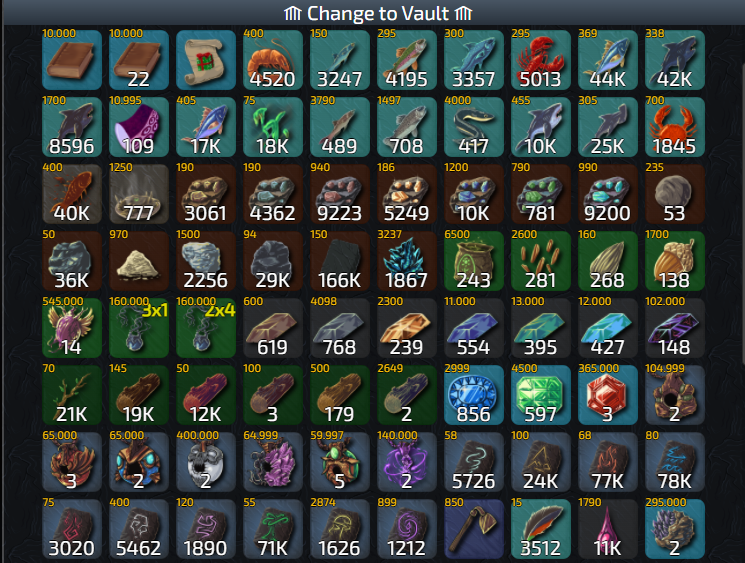 Change to Vault
10.000 10.000 400 150 295 300 295 369 338
22 4520 3247 4195 3357 5013 44K 42K
1700 10.995 405 75 3790 1497 4000 455 305 700
8596 109 17K 18K 489 708 417 10K 25K 1845
400 1250 190 190 940 186 1200 790 990 235
40K 777 3061 4362 9223 5249 10K 781 9200 53
50 970 1500 94 150 3237 6500 2600 160 1700
36K 2256 29K 166K 1867 243 281 268 138
545.000 160.000 160.000 600 4098 2300 11.000 13.000 12.000 102.000
3x1 2x4
14 619 768 239 554 395 427 148
70 145 50 100 500 2649 2999 4500 365.000 104.999
21K 19K 12K 3 179 2 856 597 3 2
65.000 65.000 400.000 64.999 59.997 140.000 58 100 68 80
3 2 2 5 2 5726 24K 77K 78K
75 400 120 55 2874 899 850 15 1790 295.000
3020 5462 1890 71K 1626 1212 3512 11K 2